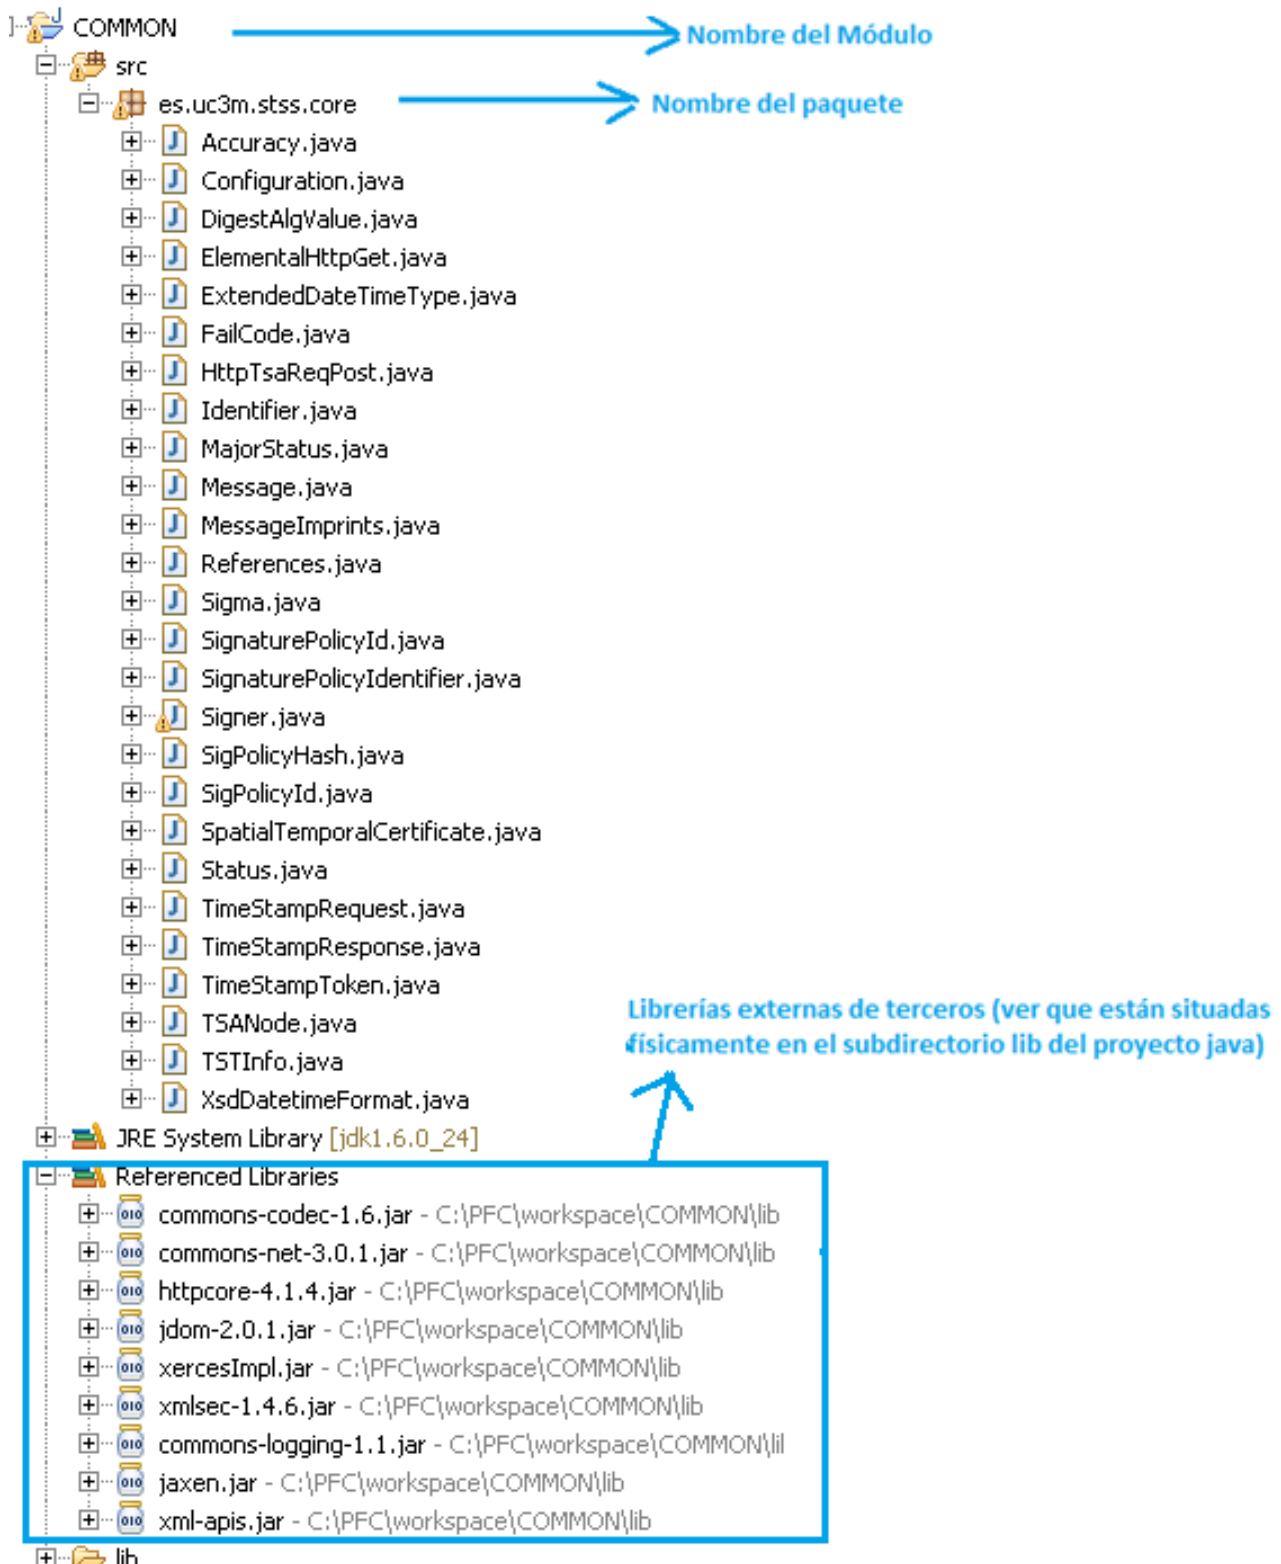 COMMON
Nombre del Módulo
src
es.uc3m.stss.core
Nombre del paquete
Accuracy.java
Configuration.java
DigestAlgValue.java
ElementalHttpGet.java
ExtendedDateTimeType.java
FailCode.java
HttpTsaReqPost.java
Identifier.java
MajorStatus.java
Message.java
MessageImprints.java
References.java
Sigma.java
SignaturePolicyId.java
SignaturePolicyIdentifier.java
Signer.java
SigPolicyHash.java
SigPolicyId.java
SpatialTemporalCertificate.java
Status.java
TimeStampRequest.java
TimeStampResponse.java
TimeStampToken.java
TSANode.java
TSTInfo.java
XsdDatetimeFormat.java
Librerías externas de terceros (ver que están situadas
físicamente en el subdirectorio lib del proyecto java)
JRE System Library [jdk1.6.0_24]
Referenced Libraries
commons-codec-1.6.jar - C:\PFC\workspace\COMMON\lib
commons-net-3.0.1.jar - C:\PFC\workspace\COMMON\lib
httpcore-4.1.4.jar - C:\PFC\workspace\COMMON\lib
jdom-2.0.1.jar - C:\PFC\workspace\COMMON\lib
xercesImpl.jar - C:\PFC\workspace\COMMON\lib
xmlsec-1.4.6.jar - C:\PFC\workspace\COMMON\lib
commons-logging-1.1.jar - C:\PFC\workspace\COMMON\lil
jaxen.jar - C:\PFC\workspace\COMMON\lib
xml-apis.jar - C:\PFC\workspace\COMMON\lib
lib